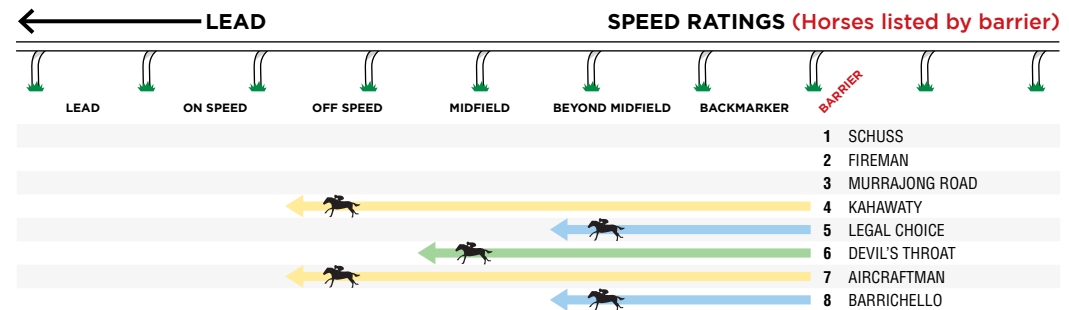 LEAD SPEED RATINGS (Horses listed by barrier)
LEAD ON SPEED OFF SPEED MIDFIELD BEYOND MIDFIELD BACKMARKER BARRIER
1 SCHUSS
2 FIREMAN
3 MURRAJONG ROAD
4 KAHAWATY
5 LEGAL CHOICE
6 DEVIL'S THROAT
7 AIRCRAFTMAN
8 BARRICHELLO